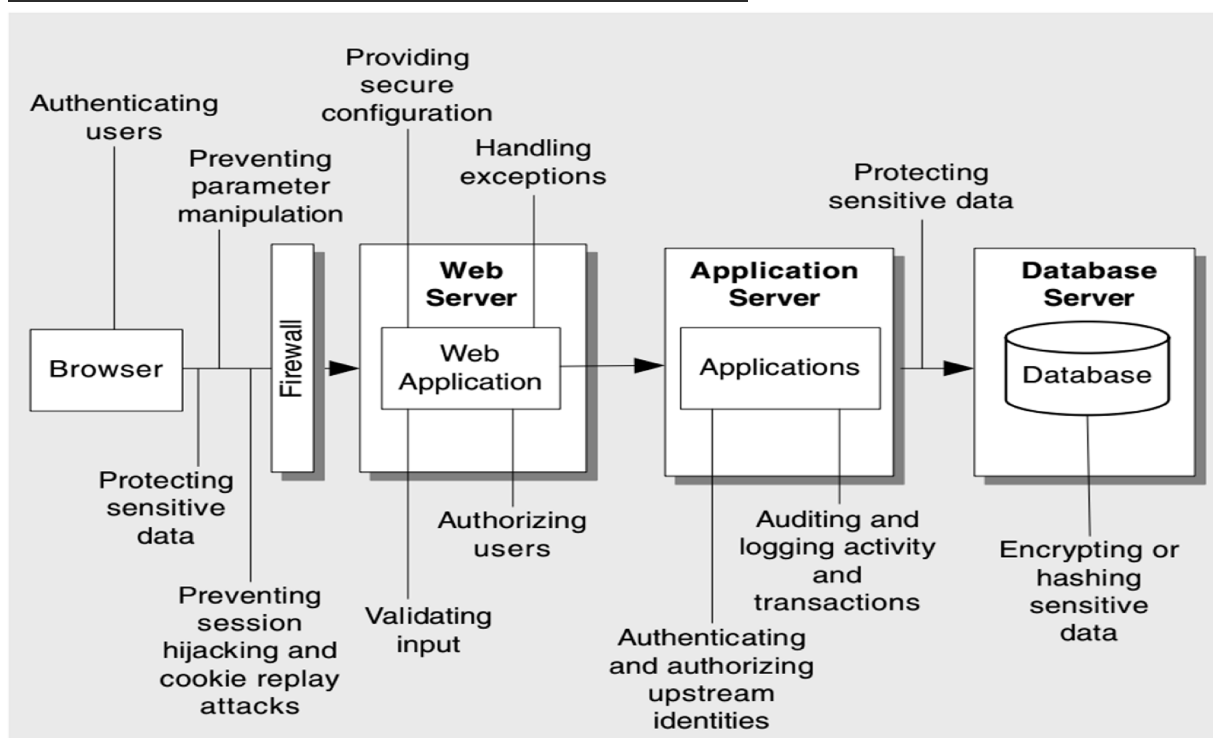 Providing
secure
configuration
Authenticating
users
Handling
exceptions
Preventing
parameter
manipulation
Protecting
sensitive data
Web
Server
Application
Server
Database
Server
Browser
Firewall
Web
Application
Applications
Database
Protecting
sensitive
data
Authorizing
users
Auditing and
logging activity
and
transactions
Encrypting or
hashing
sensitive
data
Preventing
session
hijacking and
cookie replay
attacks
Validating
input
Authenticating
and authorizing
upstream
identities